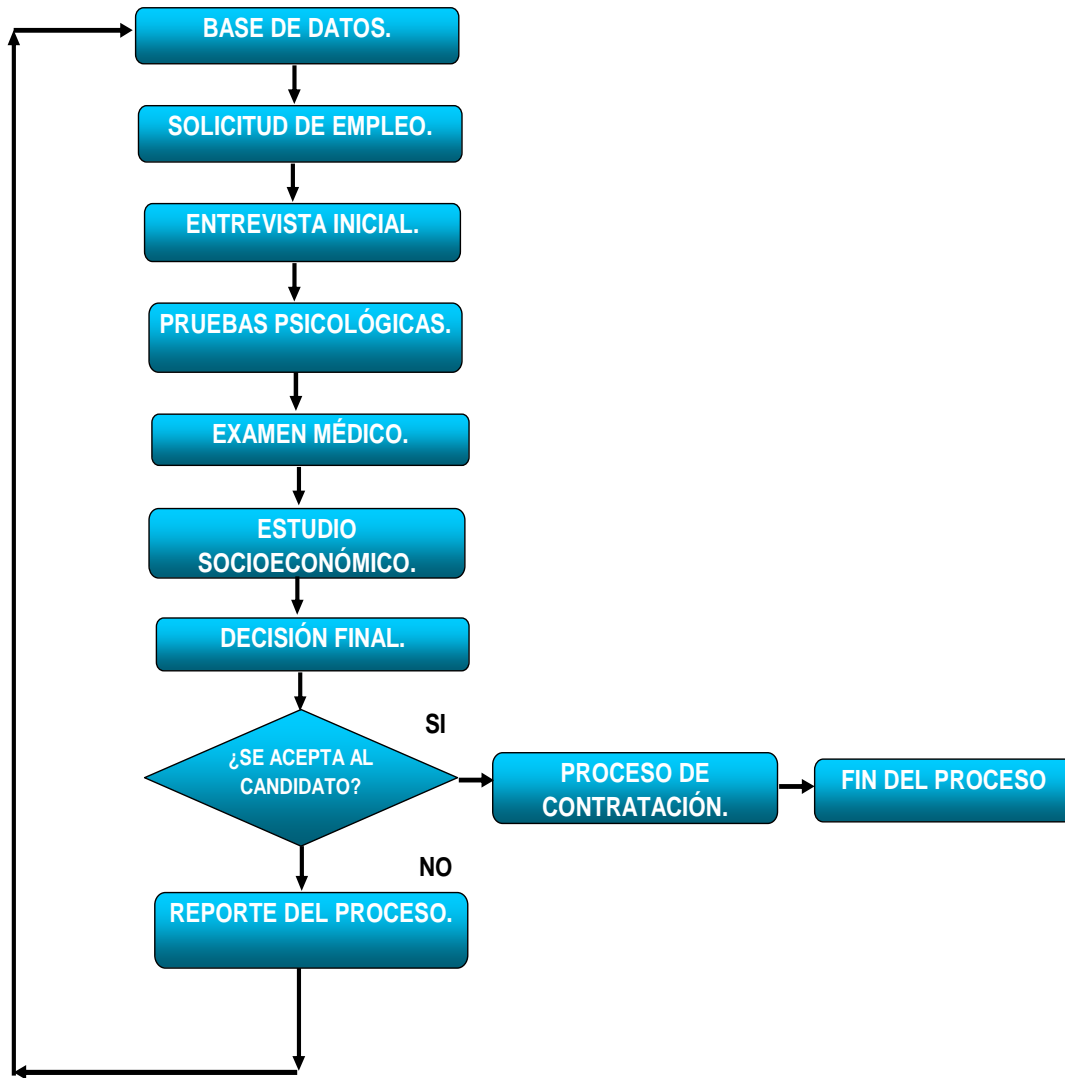 BASE DE DATOS.
SOLICITUD DE EMPLEO.
ENTREVISTA INICIAL.
PRUEBAS PSICOLÓGICAS.
EXAMEN MÉDICO.
ESTUDIO
SOCIOECONÓMICO.
DECISIÓN FINAL.
¿SE ACEPTA AL
CANDIDATO?
SI
PROCESO DE
CONTRATACIÓN.
FIN DEL PROCESO
NO
REPORTE DEL PROCESO.